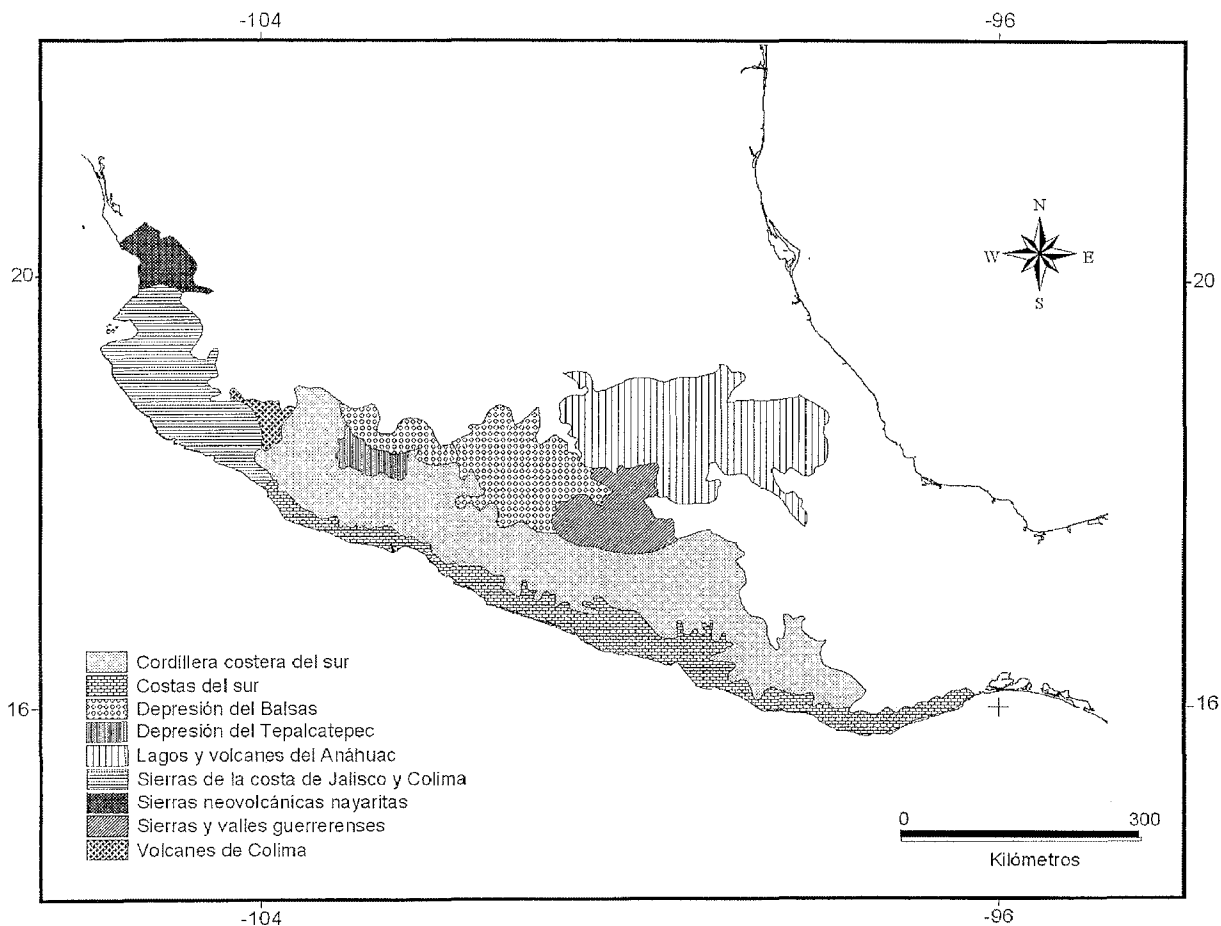 -104
-96
N
W
E
S
20
20
Cordillera costera del sur
Costas del sur
Depresión del Balsas
Depresión del Tepalcatepec
Lagos y volcanes del Anáhuac
Sierras de la costa de Jalisco y Colima
Sierras neovolcánicas nayaritas
Sierras y valles guerrerenses
Volcanes de Colima
16
16
0
300
Kilómetros
-104
-96